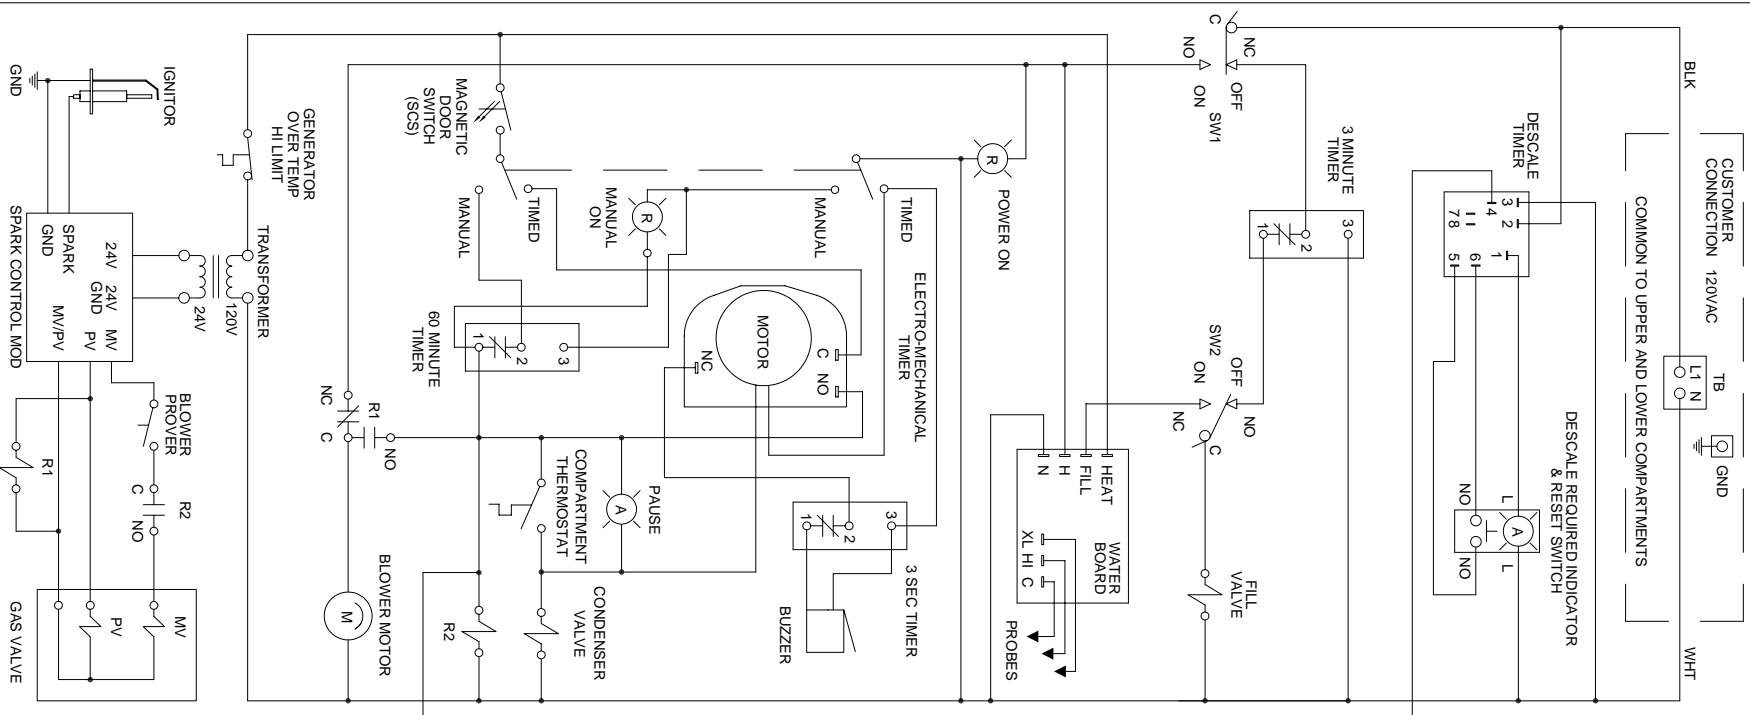 CUSTOMER
CONNECTION 120VAC
COMMON TO UPPER AND LOWER COMPARTMENTS
BLK
WHT
TB
L1 N
GND
DESCALE REQUIRED INDICATOR
& RESET SWITCH
L
A
L
NO
NO
DESCALE
TIMER
3
2
1
4
7
8
5
6
3 MINUTE
TIMER
1
2
3
C
NC
NO
OFF
ON
SW1
SW2
OFF
ON
NO
NC
C
FILL
VALVE
POWER ON
R
WATER
BOARD
HEAT
FILL
H
N
XL HI C
PROBES
TIMED
MANUAL
ELECTRO-MECHANICAL
TIMER
MOTOR
C
NO
NC
3 SEC TIMER
1
2
3
BUZZER
MANUAL
ON
R
TIMED
MANUAL
MAGNETIC
DOOR
SWITCH
(SCS)
60 MINUTE
TIMER
1
2
3
PAUSE
A
COMPARTMENT
THERMOSTAT
CONDENSER
VALVE
R2
R1
NC
C
NO
BLOWER MOTOR
M
GENERATOR
OVER TEMP
HI LIMIT
TRANSFORMER
120V
24V
IGNITOR
GND
SPARK CONTROL MOD
SPARK
GND
24V
24V
GND
MV
PV
MV/PV
BLOWER
PROVER
R2
C
NO
R1
MV
PV
GAS VALVE